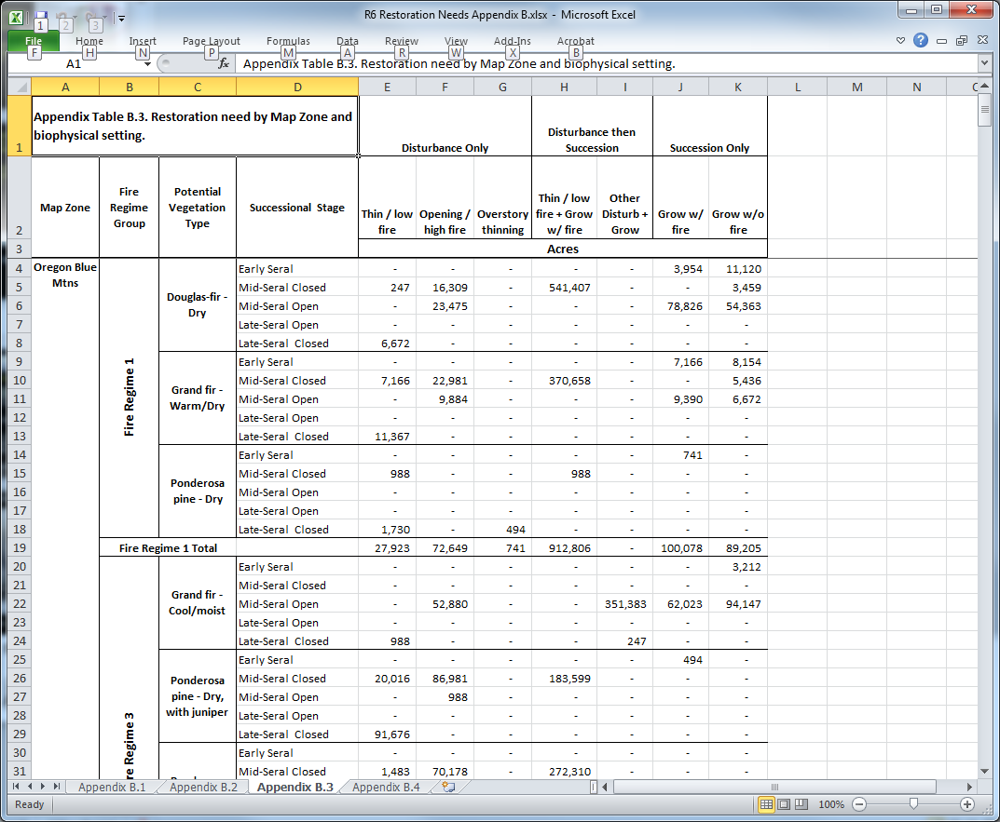 R6 Restoration Needs Appendix B.xlsx - Microsoft Excel
1 2 3
File Home Insert Page Layout Formulas Data Review View Add-Ins Acrobat
F H N P M A R W X B
A1 fx Appendix Table B.3. Restoration need by Map Zone and biophysical setting.
A B C D E F G H I J K L M N
1 Appendix Table B.3. Restoration need by Map Zone and
biophysical setting.
Disturbance Only
Disturbance then
Succession
Succession Only
2 Map Zone
Fire
Regime
Group
Potential
Vegetation
Type
Successional Stage
Thin / low
fire
Opening /
high fire
Overstory
thinning
Thin / low
fire + Grow
w/ fire
Other
Disturb +
Grow
Grow w/
fire
Grow w/o
fire
3 Acres
Oregon Blue
Mtns
Fire Regime 1
Douglas-fir -
Dry
4 Early Seral - - - - - 3,954 11,120
5 Mid-Seral Closed 247 16,309 - 541,407 - - 3,459
6 Mid-Seral Open - 23,475 - - - 78,826 54,363
7 Late-Seral Open - - - - - - -
8 Late-Seral Closed 6,672 - - - - - -
Grand fir -
Warm/Dry
9 Early Seral - - - - - 7,166 8,154
10 Mid-Seral Closed 7,166 22,981 - 370,658 - - 5,436
11 Mid-Seral Open - 9,884 - - - 9,390 6,672
12 Late-Seral Open - - - - - - -
13 Late-Seral Closed 11,367 - - - - - -
Ponderosa
pine - Dry
14 Early Seral - - - - - 741 -
15 Mid-Seral Closed 988 - - 988 - - -
16 Mid-Seral Open - - - - - - -
17 Late-Seral Open - - - - - - -
18 Late-Seral Closed 1,730 - 494 - - - -
19 Fire Regime 1 Total 27,923 72,649 741 912,806 - 100,078 89,205
Grand fir -
Cool/moist
20 Early Seral - - - - - - 3,212
21 Mid-Seral Closed - - - - - - -
22 Mid-Seral Open - 52,880 - - 351,383 62,023 94,147
23 Late-Seral Open - - - - - - -
24 Late-Seral Closed 988 - - - 247 - -
Ponderosa
pine - Dry,
with juniper
25 Early Seral - - - - - 494 -
26 Mid-Seral Closed 20,016 86,981 - 183,599 - - -
27 Mid-Seral Open - 988 - - - - -
28 Late-Seral Open - - - - - - -
29 Late-Seral Closed 91,676 - - - - - -
re Regime 3
30 Early Seral - - - - - - -
31 Mid-Seral Closed 1,483 70,178 - 272,310 - - -
Appendix B.1 Appendix B.2 Appendix B.3 Appendix B.4
Ready 100%